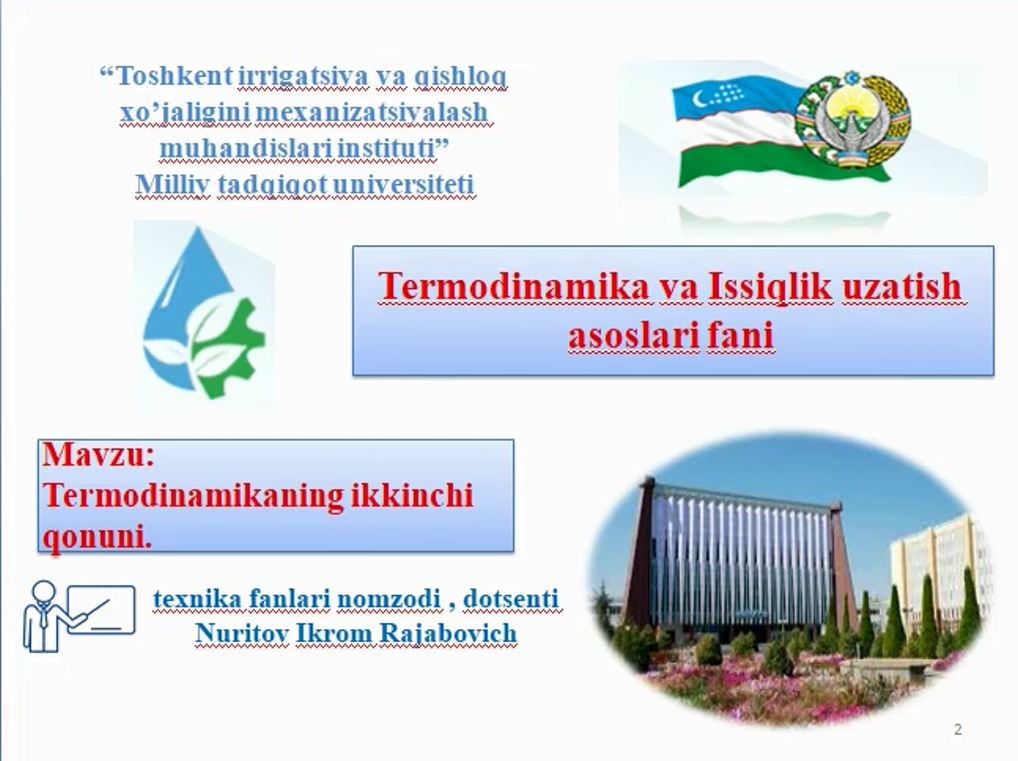 “Toshkent irrigatsiya va qishloq
xo’jaligini mexanizatsiyalash
muhandislari instituti”
Milliy tadqiqot universiteti
Termodinamika va Issiqlik uzatish
asoslari fani
Mavzu:
Termodinamikaning ikkinchi
qonuni.
texnika fanlari nomzodi , dotsenti
Nuritov Ikrom Rajabovich
2